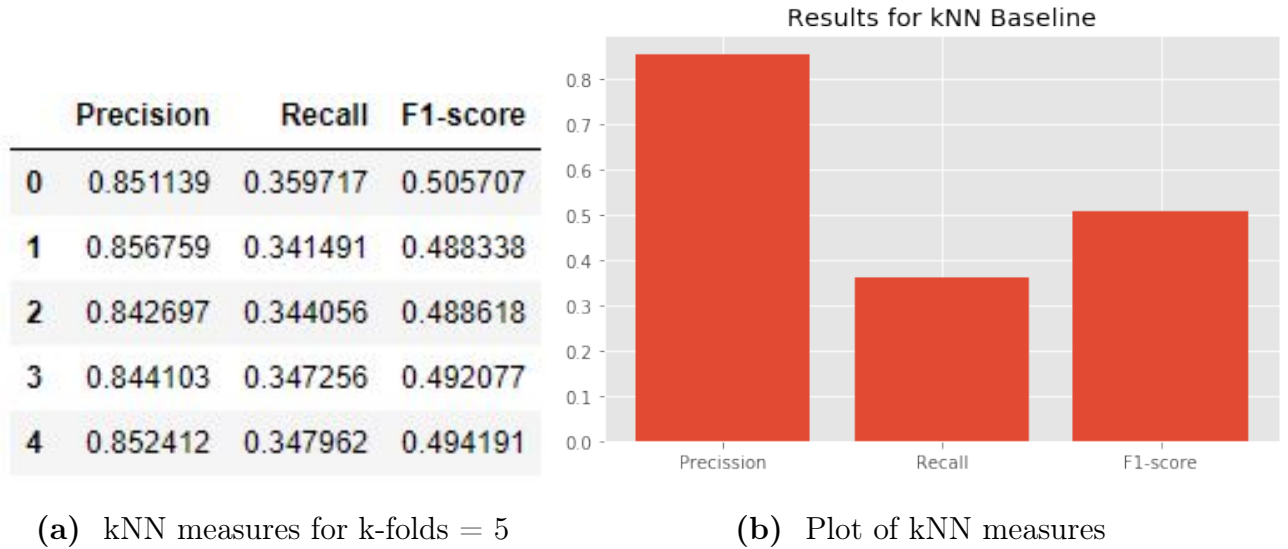 Precision Recall F1-score
0 0.851139 0.359717 0.505707
1 0.856759 0.341491 0.488338
2 0.842697 0.344056 0.488618
3 0.844103 0.347256 0.492077
4 0.852412 0.347962 0.494191
(a) kNN measures for k-folds = 5
Results for kNN Baseline
0.8
0.7
0.6
0.5
0.4
0.3
0.2
0.1
0.0
Precission Recall F1-score
(b) Plot of kNN measures